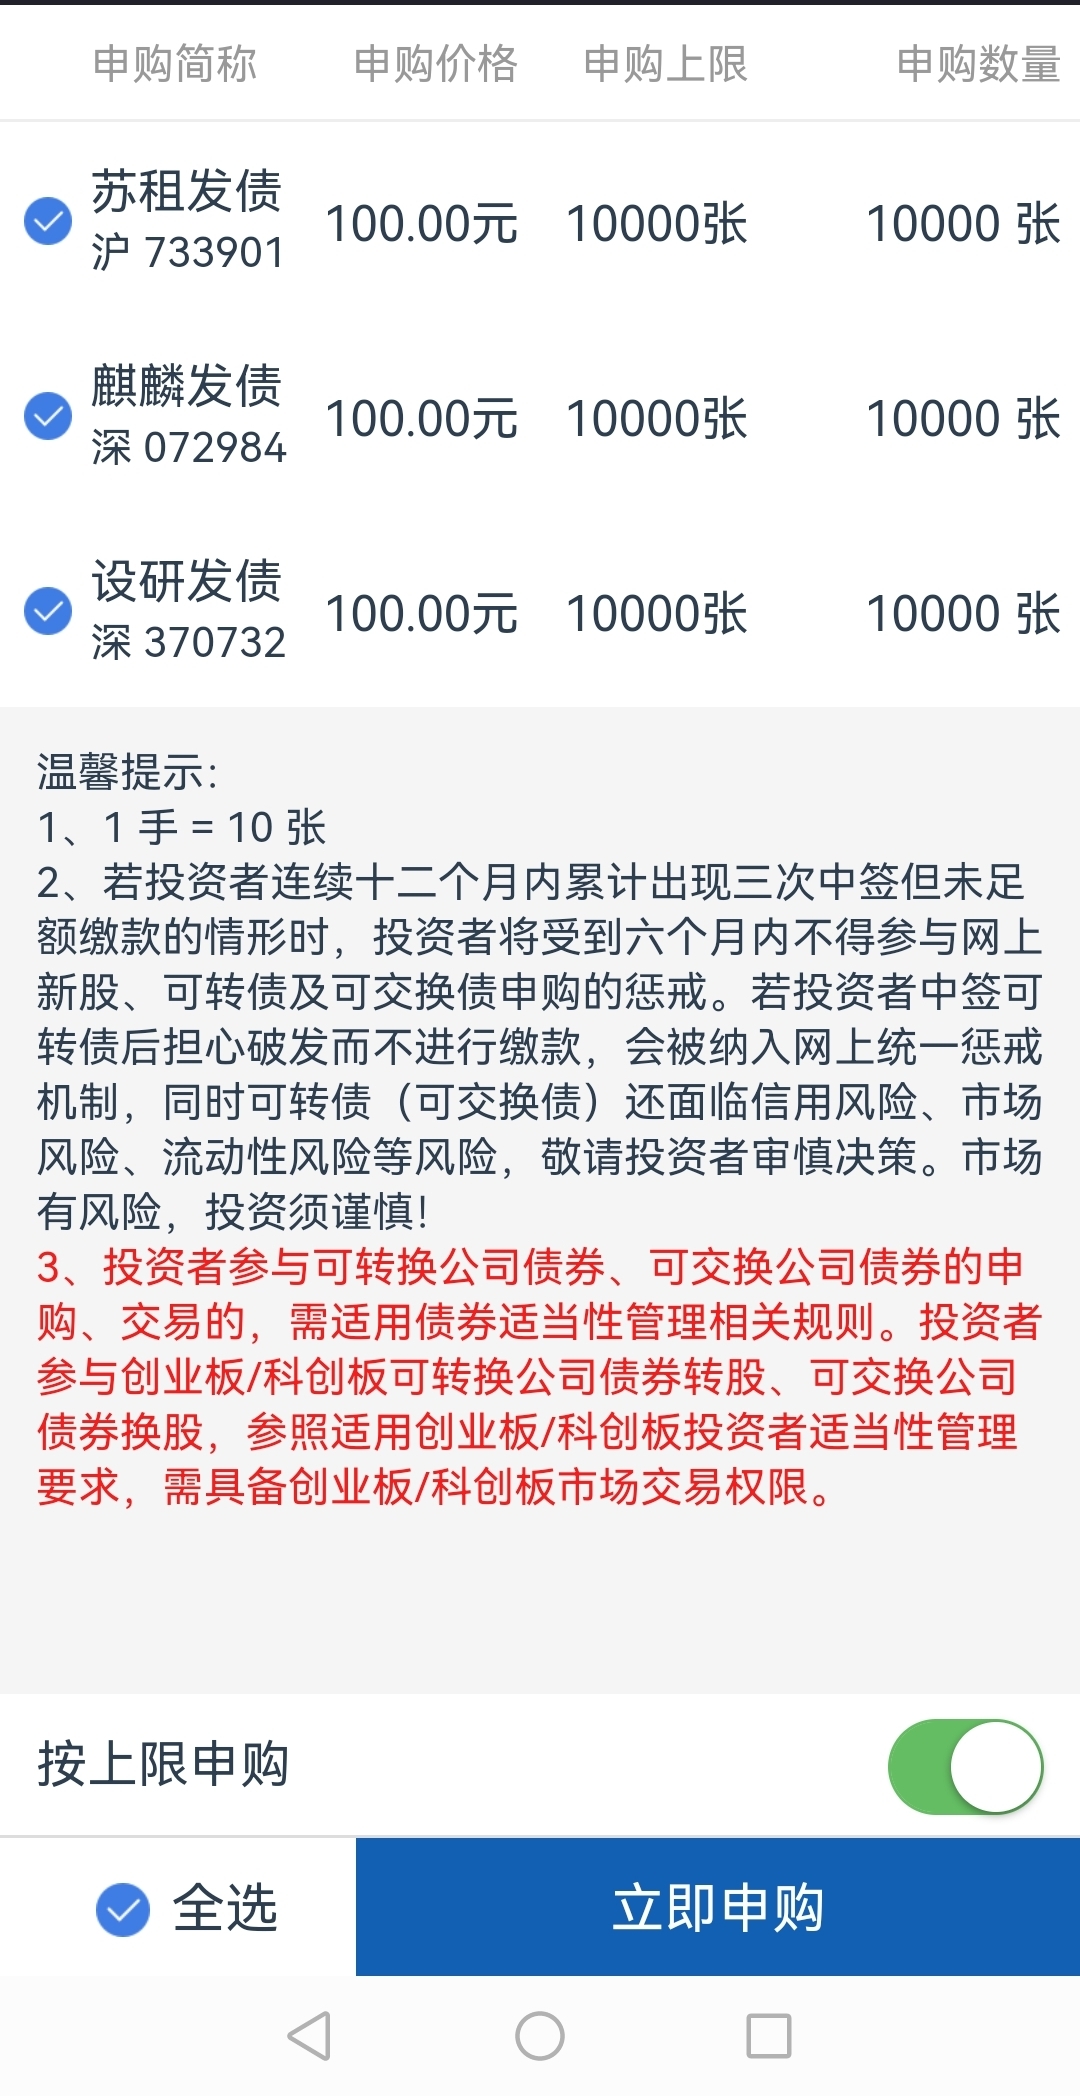 申购简称 申购价格 申购上限 申购数量
苏租发债 100.00元 10000张 10000 张
沪 733901
麒麟发债 100.00元 10000张 10000 张
深 072984
设研发债 100.00元 10000张 10000 张
深 370732
温馨提示:
1、1 手 = 10 张
2、若投资者连续十二个月内累计出现三次中签但未足
额缴款的情形时，投资者将受到六个月内不得参与网上
新股、可转债及可交换债申购的惩戒。若投资者中签可
转债后担心破发而不进行缴款，会被纳入网上统一惩戒
机制，同时可转债（可交换债）还面临信用风险、市场
风险、流动性风险等风险，敬请投资者审慎决策。市场
有风险，投资须谨慎!
3、投资者参与可转换公司债券、可交换公司债券的申
购、交易的，需适用债券适当性管理相关规则。投资者
参与创业板/科创板可转换公司债券转股、可交换公司
债券换股，参照适用创业板/科创板投资者适当性管理
要求，需具备创业板/科创板市场交易权限。
按上限申购
全选 立即申购